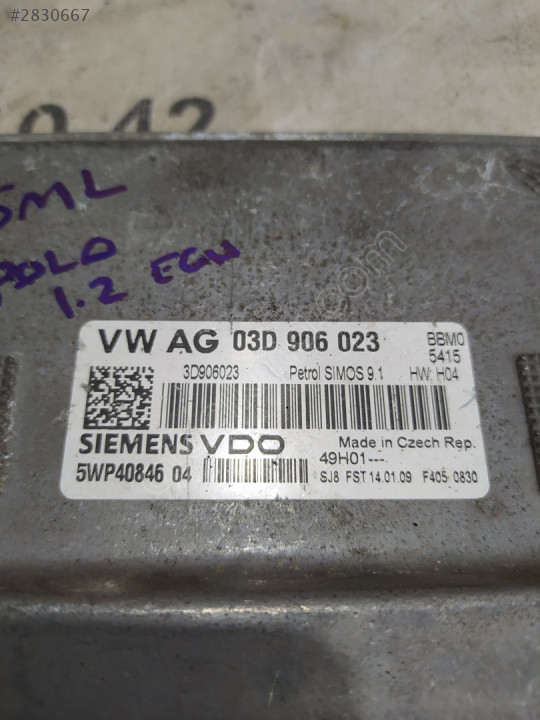 #2830667
SML
POLO
1.2 ECU
VW AG 03D 906 023
BBM0
5415
3D906023 Petrol SIMOS 9.1 HW: H04
SIEMENS VDO
Made in Czech Rep.
49H01---
5WP40846 04
SJ8 FST 14.01.09 F405 0830